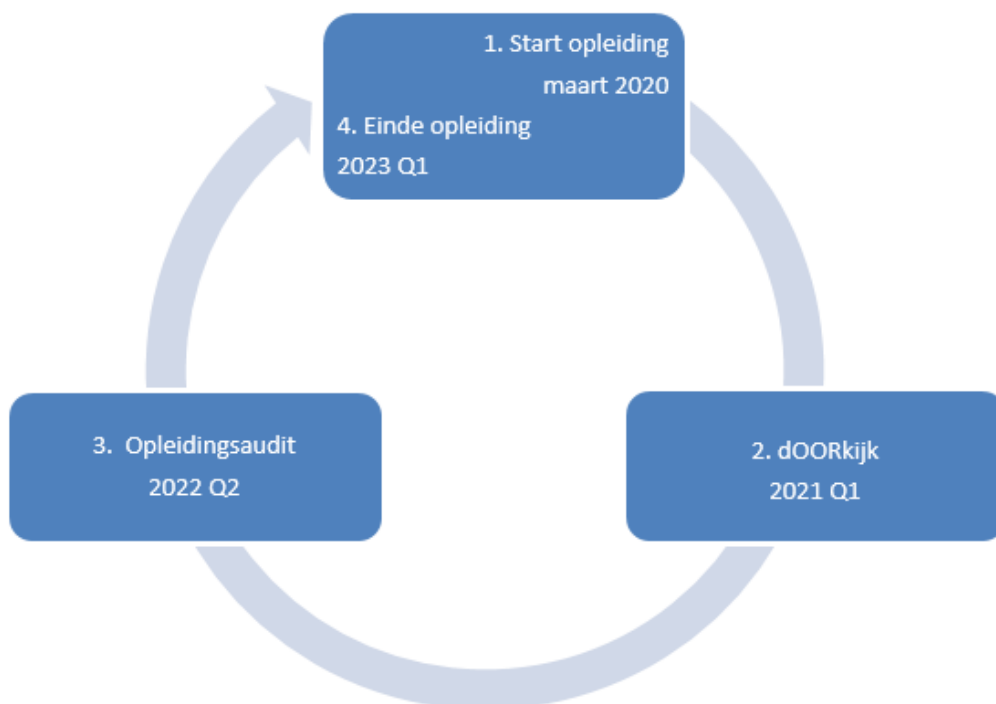 1. Start opleiding
maart 2020
4. Einde opleiding
2023 Q1
2. dOORkijk
2021 Q1
3. Opleidingsaudit
2022 Q2